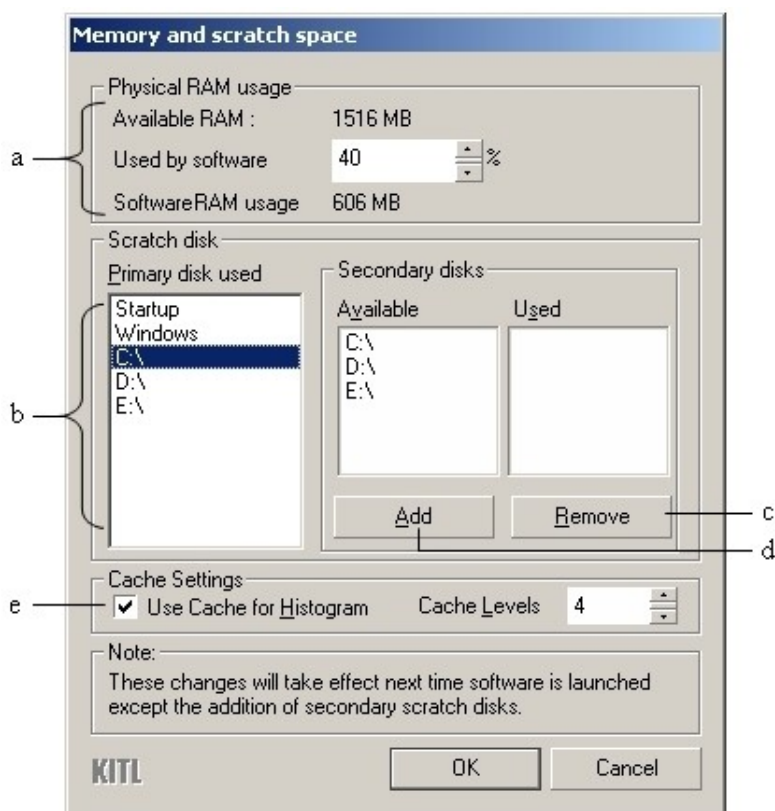 Memory and scratch space
Physical RAM usage
a
Available RAM : 1516 MB
Used by software 40 %
SoftwareRAM usage 606 MB
Scratch disk
Primary disk used
Startup
Windows
C:\
D:\
E:\
b
Secondary disks
Available
C:\
D:\
E:\
Used
Add
Remove
c
d
Cache Settings
e
Use Cache for Histogram
Cache Levels 4
Note:
These changes will take effect next time software is launched
except the addition of secondary scratch disks.
KITL
OK
Cancel